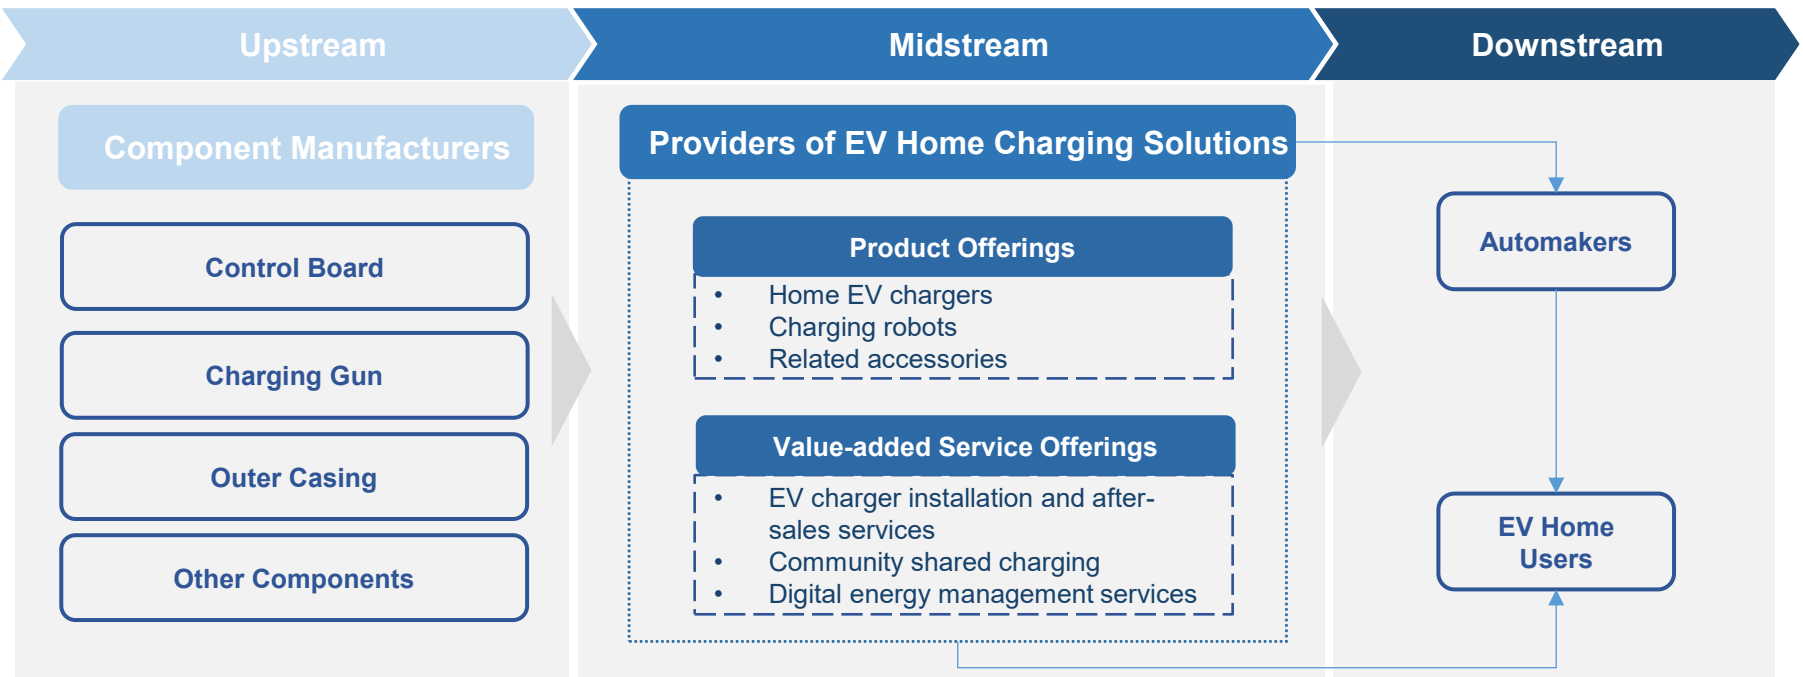 Upstream
Midstream
Downstream
Component Manufacturers
Control Board
Charging Gun
Outer Casing
Other Components
Providers of EV Home Charging Solutions
Product Offerings
• Home EV chargers
• Charging robots
• Related accessories
Value-added Service Offerings
• EV charger installation and after-
sales services
• Community shared charging
• Digital energy management services
Automakers
EV Home
Users